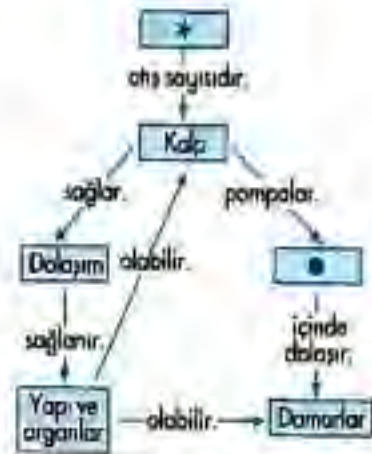 *
atış sayısıdır.
Kalp
sağlar.
pompalar.
Dolaşım
olabilir.
sağlanır.
içinde
dolaşır.
Yapı ve
organlar
olabilir.
Damarlar